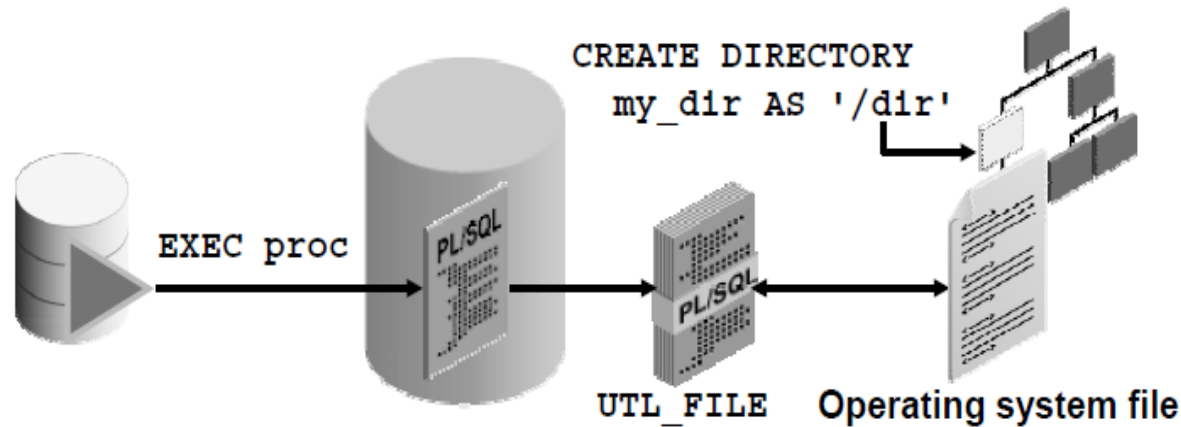 CREATE DIRECTORY
my_dir AS '/dir'
EXEC proc
PL/SQL
PL/SQL
UTL_FILE
Operating system file